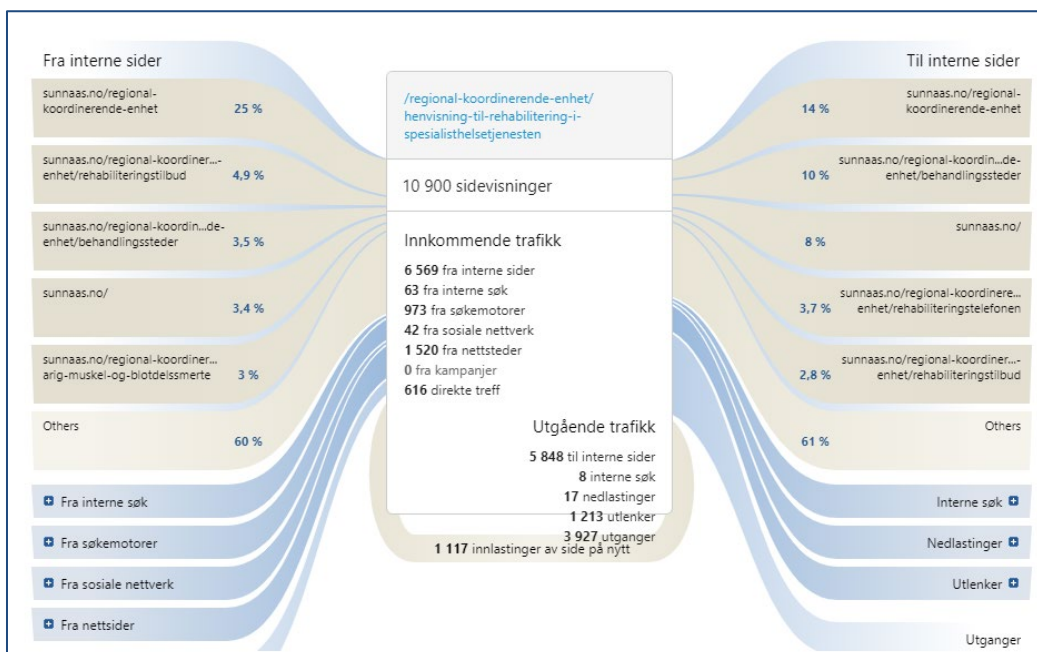 Fra interne sider
sunnaas.no/regional-
koordinerende-enhet
25 %
sunnaas.no/regional-koordiner...-
enhet/rehabiliteringstilbud
4,9 %
sunnaas.no/regional-koordin...de-
enhet/behandlingssteder
3,5 %
sunnaas.no/
3,4 %
sunnaas.no/regional-koordiner...
arig-muskel-og-blotdelssmerte
3 %
Others
60 %
Fra interne søk
Fra søkemotorer
Fra sosiale nettverk
Fra nettsider
/regional-koordinerende-enhet/
henvisning-til-rehabilitering-i-
spesialisthelsetjenesten
10 900 sidevisninger
Innkommende trafikk
6 569 fra interne sider
63 fra interne søk
973 fra søkemotorer
42 fra sosiale nettverk
1 520 fra nettsteder
0 fra kampanjer
616 direkte treff
Utgående trafikk
5 848 til interne sider
8 interne søk
17 nedlastinger
1 213 utlenker
3 927 utganger
1 117 innlastinger av side på nytt
Til interne sider
sunnaas.no/regional-
koordinerende-enhet
14 %
sunnaas.no/regional-koordin...de-
enhet/behandlingssteder
10 %
sunnaas.no/
8 %
sunnaas.no/regional-koordinere...
enhet/rehabiliteringstelefonen
3,7 %
sunnaas.no/regional-koordiner...-
enhet/rehabiliteringstilbud
2,8 %
Others
61 %
Interne søk
Nedlastinger
Utlenker
Utganger